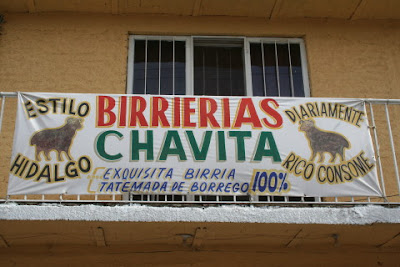 ESTILO
HIDALGO
BIRRIERIAS
CHAVITA
EXQUISITA BIRRIA
TATEMADA DE BORREGO 100%
DIARIAMENTE
RICO CONSOME